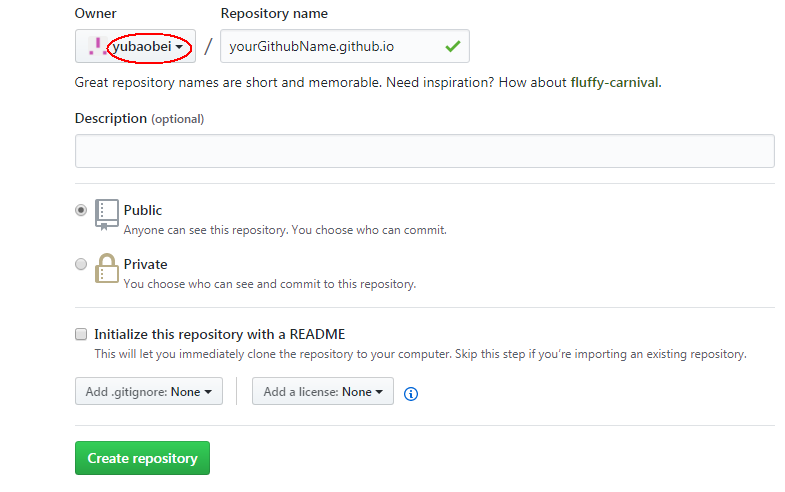 Owner
Repository name
yubaobei / yourGithubName.github.io
Great repository names are short and memorable. Need inspiration? How about fluffy-carnival.
Description (optional)
Public
Anyone can see this repository. You choose who can commit.
Private
You choose who can see and commit to this repository.
Initialize this repository with a README
This will let you immediately clone the repository to your computer. Skip this step if you're importing an existing repository.
Add .gitignore: None
Add a license: None
Create repository